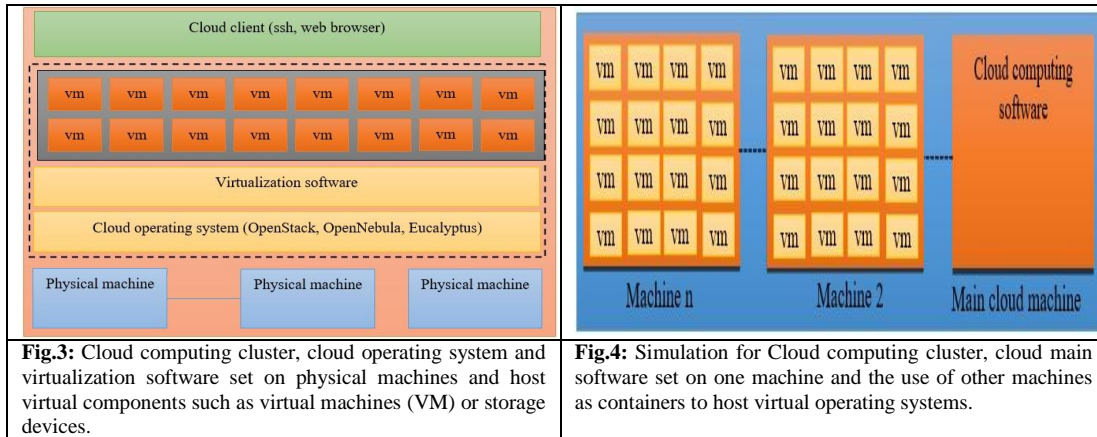 Cloud client (ssh, web browser)
vm vm vm vm vm vm vm vm
vm vm vm vm vm vm vm vm
Virtualization software
Cloud operating system (OpenStack, OpenNebula, Eucalyptus)
Physical machine Physical machine Physical machine
Fig.3: Cloud computing cluster, cloud operating system and
virtualization software set on physical machines and host
virtual components such as virtual machines (VM) or storage
devices.
vm vm vm vm
vm vm vm vm
vm vm vm vm
vm vm vm vm
Machine n
vm vm vm vm
vm vm vm vm
vm vm vm vm
vm vm vm vm
Machine 2
Cloud computing
software
Main cloud machine
Fig.4: Simulation for Cloud computing cluster, cloud main
software set on one machine and the use of other machines
as containers to host virtual operating systems.